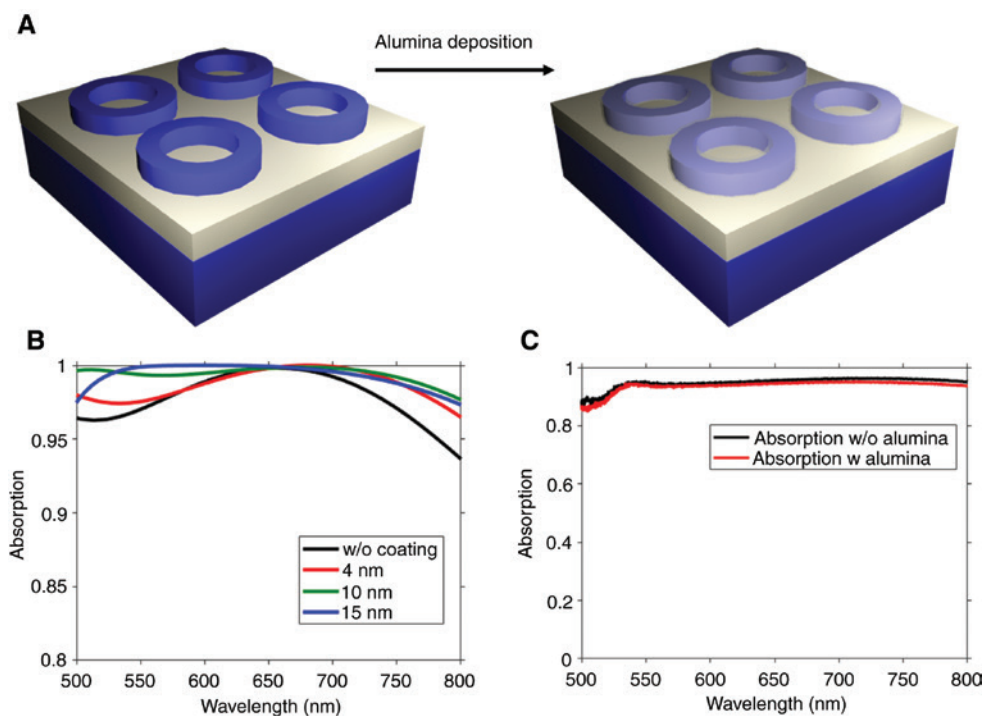 A
Alumina deposition
B
1
0.95
0.9
0.85
0.8
Absorption
w/o coating
4 nm
10 nm
15 nm
500 550 600 650 700 750 800
Wavelength (nm)
C
1
0.8
0.6
0.4
0.2
0
Absorption
Absorption w/o alumina
Absorption w alumina
500 550 600 650 700 750 800
Wavelength (nm)